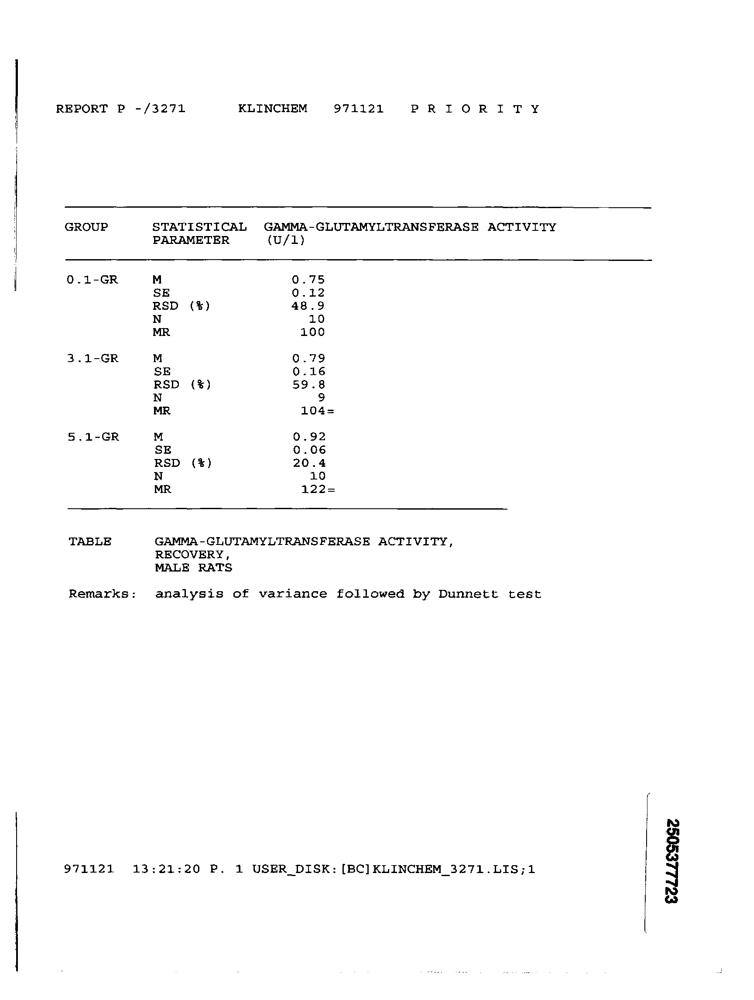 REPORT P -/3271 KLINCHEM 971121 P R I O R I T Y
GROUP STATISTICAL GAMMA-GLUTAMYLTRANSFERASE ACTIVITY
PARAMETER (U/l)
0.1-GR M 0.75
SE 0.12
RSD (%) 48.9
N 10
MR 100
3.1-GR M 0.79
SE 0.16
RSD (%) 59.8
N 9
MR 104=
5.1-GR M 0.92
SE 0.06
RSD (%) 20.4
N 10
MR 122=
TABLE GAMMA-GLUTAMYLTRANSFERASE ACTIVITY,
RECOVERY,
MALE RATS
Remarks: analysis of variance followed by Dunnett test
971121 13:21:20 P. 1 USER_DISK:[BC]KLINCHEM_3271.LIS;1
2505377723